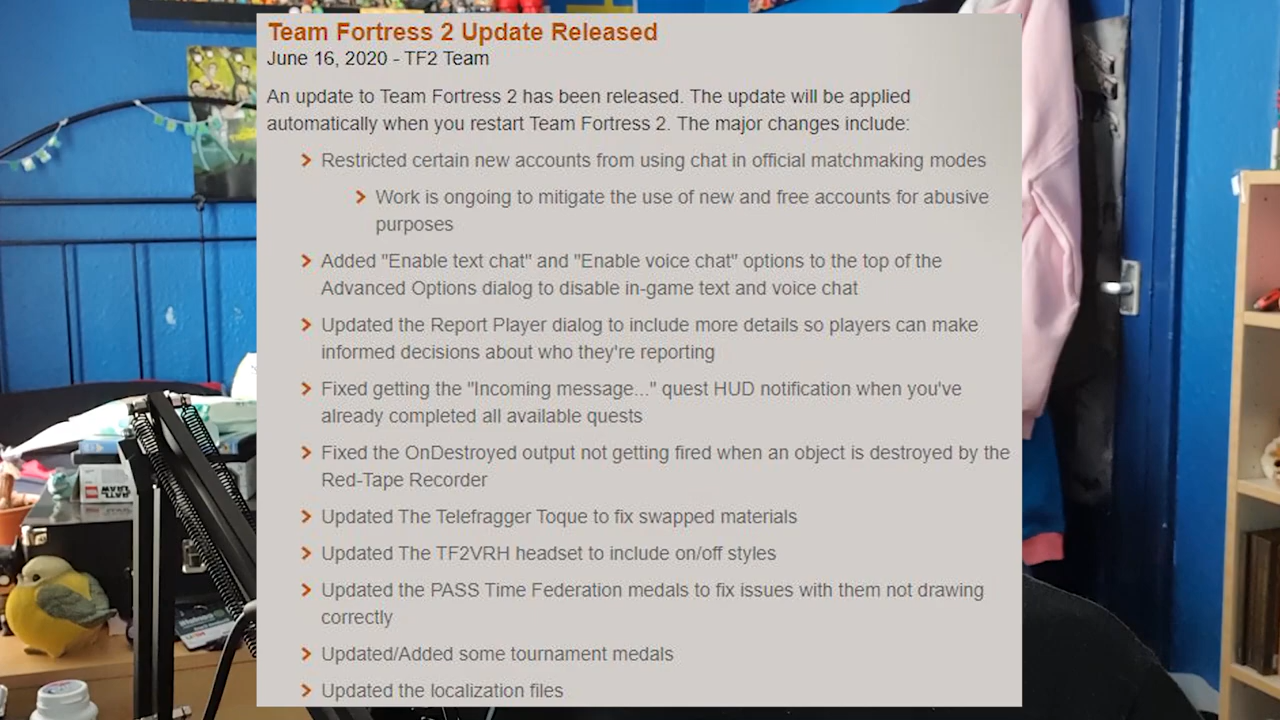 Team Fortress 2 Update Released
June 16, 2020 - TF2 Team
An update to Team Fortress 2 has been released. The update will be applied
automatically when you restart Team Fortress 2. The major changes include:
Restricted certain new accounts from using chat in official matchmaking modes
Work is ongoing to mitigate the use of new and free accounts for abusive
purposes
Added "Enable text chat" and "Enable voice chat" options to the top of the
Advanced Options dialog to disable in-game text and voice chat
Updated the Report Player dialog to include more details so players can make
informed decisions about who they're reporting
Fixed getting the "Incoming message..." quest HUD notification when you've
already completed all available quests
Fixed the OnDestroyed output not getting fired when an object is destroyed by the
Red-Tape Recorder
Updated The Telefragger Toque to fix swapped materials
Updated The TF2VRH headset to include on/off styles
Updated the PASS Time Federation medals to fix issues with them not drawing
correctly
Updated/Added some tournament medals
Updated the localization files
LEGO
STAR